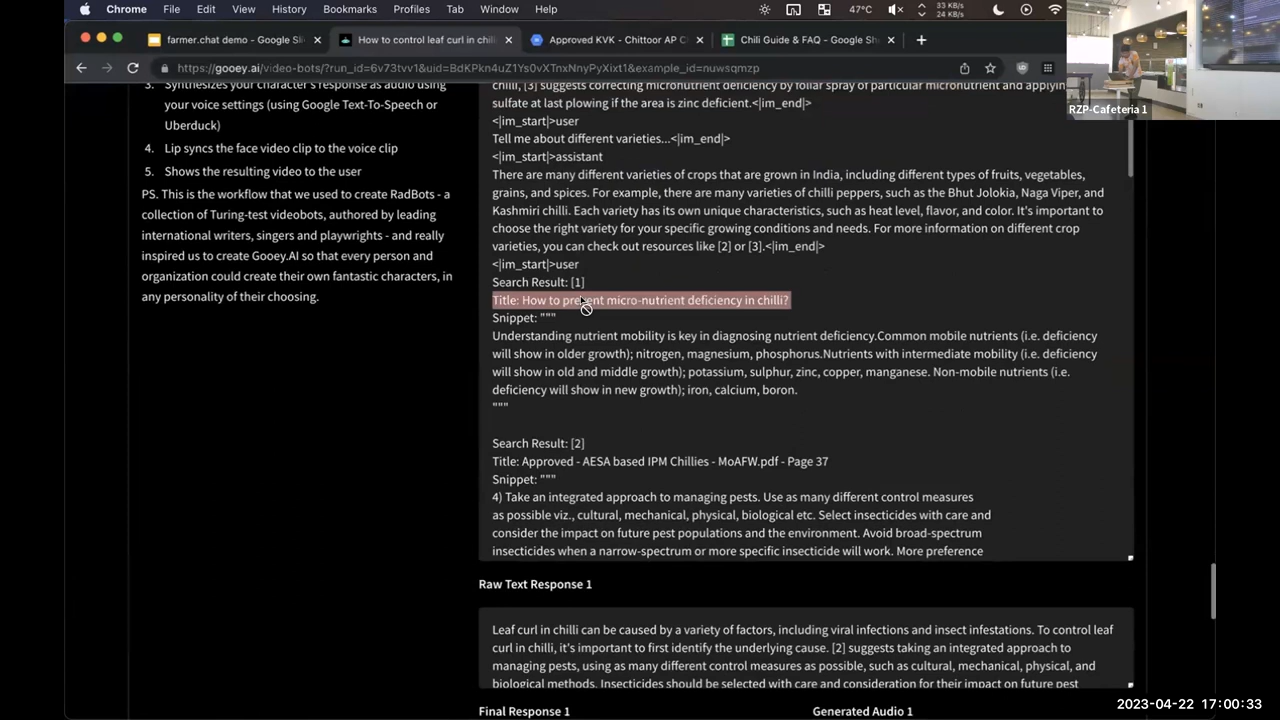 Chrome File Edit View History Bookmarks Profiles Tab Window Help 47°C 33 KB/s 24 KB/s
farmer.chat demo - Google Sli
How to control leaf curl in chill
Approved KVK - Chittoor AP C
Chili Guide & FAQ - Google Sh
RZP-Cafeteria 1
3. Synthesizes your character's response as audio using
your voice settings (using Google Text-To-Speech or
Uberduck)
4. Lip syncs the face video clip to the voice clip
5. Shows the resulting video to the user
PS. This is the workflow that we used to create RadBots - a
collection of Turing-test videobots, authored by leading
international writers, singers and playwrights - and really
inspired us to create Gooey.AI so that every person and
organization could create their own fantastic characters, in
any personality of their choosing.
chilli, [3] suggests correcting micronutrient deficiency by foliar spray of particular micronutrient and applying
sulfate at last plowing if the area is zinc deficient.<|im_end|>
<|im_start|>user
Tell me about different varieties...<|im_end|>
<|im_start|>assistant
There are many different varieties of crops that are grown in India, including different types of fruits, vegetables,
grains, and spices. For example, there are many varieties of chilli peppers, such as the Bhut Jolokia, Naga Viper, and
Kashmiri chilli. Each variety has its own unique characteristics, such as heat level, flavor, and color. It's important to
choose the right variety for your specific growing conditions and needs. For more information on different crop
varieties, you can check out resources like [2] or [3].<|im_end|>
<|im_start|>user
Search Result: [1]
Title: How to prevent micro-nutrient deficiency in chilli?
Snippet: """
Understanding nutrient mobility is key in diagnosing nutrient deficiency.Common mobile nutrients (i.e. deficiency
will show in older growth); nitrogen, magnesium, phosphorus.Nutrients with intermediate mobility (i.e. deficiency
will show in old and middle growth); potassium, sulphur, zinc, copper, manganese. Non-mobile nutrients (i.e.
deficiency will show in new growth); iron, calcium, boron.
"""
Search Result: [2]
Title: Approved - AESA based IPM Chillies - MoAFW.pdf - Page 37
Snippet: """
4) Take an integrated approach to managing pests. Use as many different control measures
as possible viz., cultural, mechanical, physical, biological etc. Select insecticides with care and
consider the impact on future pest populations and the environment. Avoid broad-spectrum
insecticides when a narrow-spectrum or more specific insecticide will work. More preference
Raw Text Response 1
Leaf curl in chilli can be caused by a variety of factors, including viral infections and insect infestations. To control leaf
curl in chilli, it's important to first identify the underlying cause. [2] suggests taking an integrated approach to
managing pests, using as many different control measures as possible, such as cultural, mechanical, physical, and
biological methods. Insecticides should be selected with care and consideration for their impact on future pest
Final Response 1
Generated Audio 1
2023-04-22 17:00:33